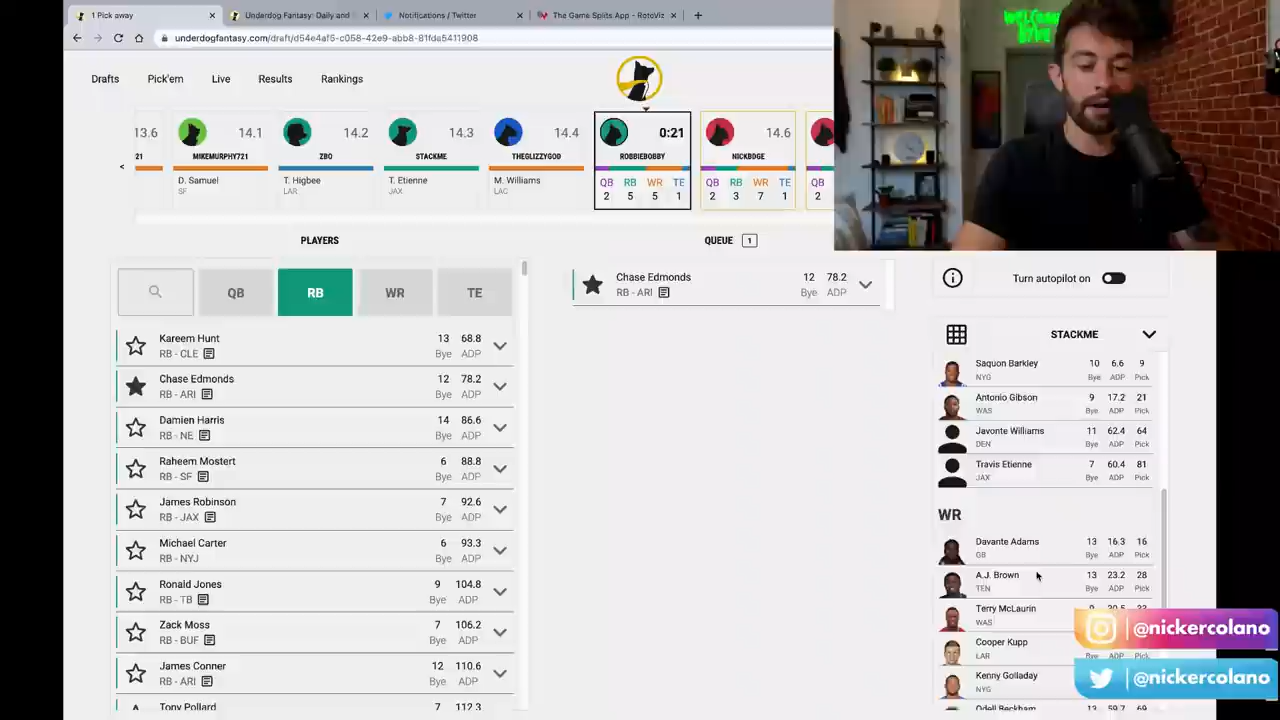 1 Pick away
Underdog Fantasy: Daily and
Notifications / Twitter
The Game Splits App - RotoViz
underdogfantasy.com/draft/d54e4af5-c058-42e9-abb8-81fda5411908
WELCOME
Drafts
Pick'em
Live
Results
Rankings
13.6
14.1
14.2
14.3
14.4
0:21
14.6
21
MIKEMURPHY721
ZBO
STACKME
THEGLIZZYGOD
ROBBIEBOBBY
NICKBDGE
D. Samuel
SF
T. Higbee
LAR
T. Etienne
JAX
M. Williams
LAC
QB RB WR TE
2 5 5 1
QB RB WR TE
2 3 7 1
QB
2
<
PLAYERS
QUEUE 1
QB
RB
WR
TE
Chase Edmonds 12 78.2
RB - ARI Bye ADP
Turn autopilot on
STACKME
Kareem Hunt 13 68.8
RB - CLE Bye ADP
Chase Edmonds 12 78.2
RB - ARI Bye ADP
Damien Harris 14 86.6
RB - NE Bye ADP
Raheem Mostert 6 88.8
RB - SF Bye ADP
James Robinson 7 92.6
RB - JAX Bye ADP
Michael Carter 6 93.3
RB - NYJ Bye ADP
Ronald Jones 9 104.8
RB - TB Bye ADP
Zack Moss 7 106.2
RB - BUF Bye ADP
James Conner 12 110.6
RB - ARI Bye ADP
Tony Pollard 7 112.3
Saquon Barkley 10 6.6 9
NYG Bye ADP Pick
Antonio Gibson 9 17.2 21
WAS Bye ADP Pick
Javonte Williams 11 62.4 64
DEN Bye ADP Pick
Travis Etienne 7 60.4 81
JAX Bye ADP Pick
WR
Davante Adams 13 16.3 16
GB Bye ADP Pick
A.J. Brown 13 23.2 28
TEN Bye ADP Pick
Terry McLaurin
WAS
Cooper Kupp
LAR
Kenny Golladay
NYG
Odell Beckham 13 59.7 69
@nickercolano
@nickercolano